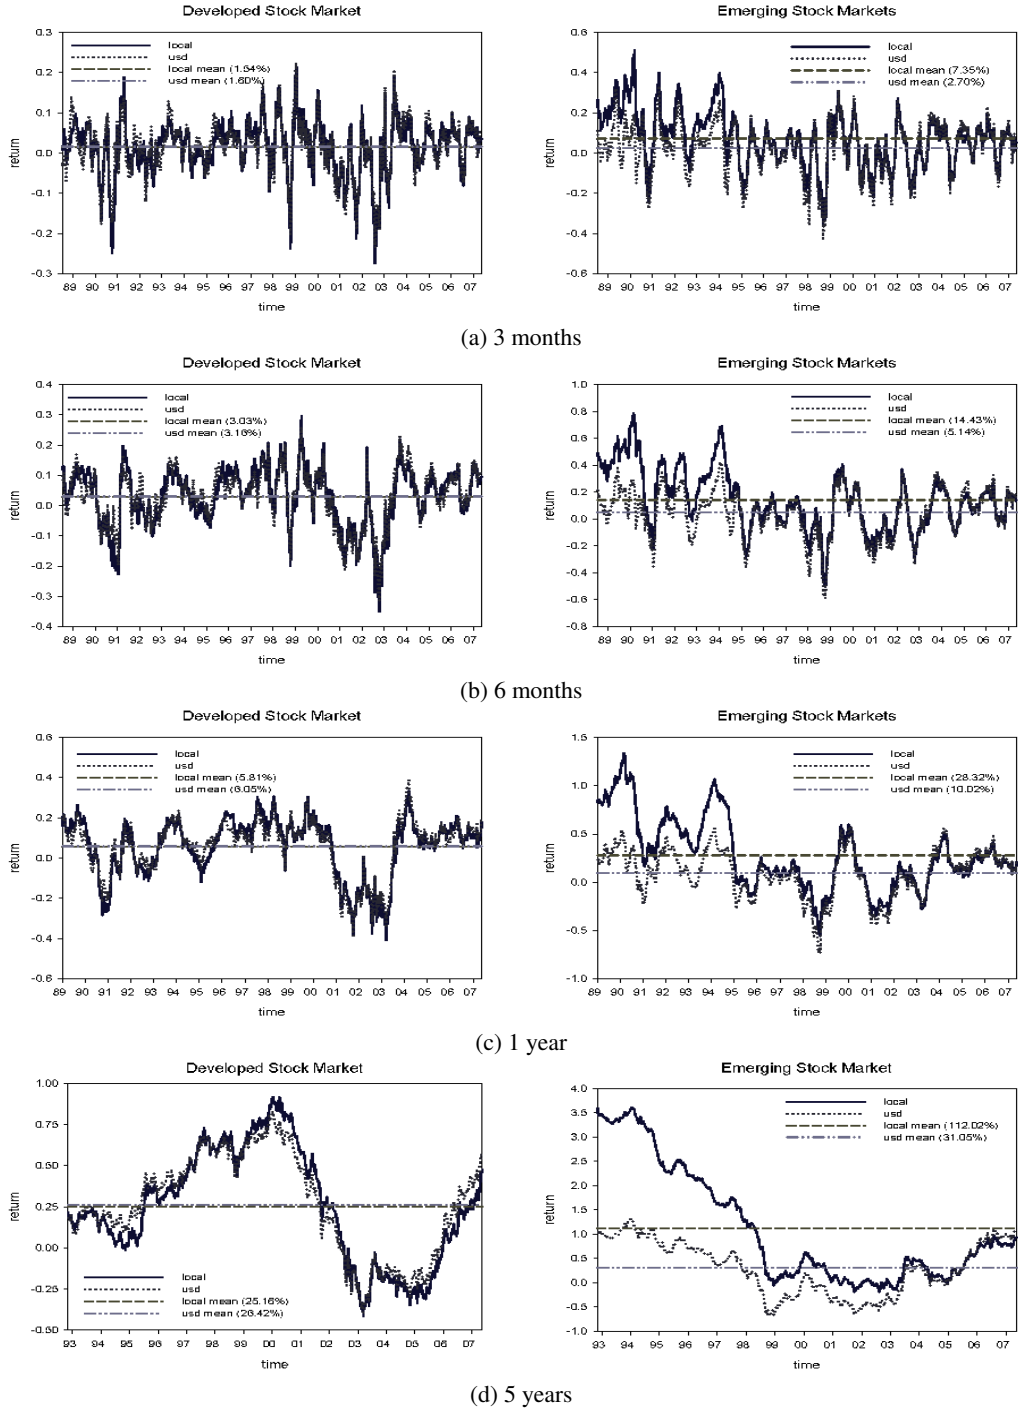 Developed Stock Market
0.3
0.2
0.1
0.0
-0.1
-0.2
-0.3
return
local
usd
local mean (1.54%)
usd mean (1.60%)
89 90 91 92 93 94 95 96 97 98 99 00 01 02 03 04 05 06 07
time
Emerging Stock Markets
0.6
0.4
0.2
0.0
-0.2
-0.4
-0.6
return
local
usd
local mean (7.35%)
usd mean (2.70%)
89 90 91 92 93 94 95 96 97 98 99 00 01 02 03 04 05 06 07
time
(a) 3 months
Developed Stock Market
0.4
0.3
0.2
0.1
0.0
-0.1
-0.2
-0.3
-0.4
return
local
usd
local mean (3.03%)
usd mean (3.16%)
89 90 91 92 93 94 95 96 97 98 99 00 01 02 03 04 05 06 07
time
Emerging Stock Markets
1.0
0.8
0.6
0.4
0.2
0.0
-0.2
-0.4
-0.6
-0.8
return
local
usd
local mean (14.43%)
usd mean (5.14%)
89 90 91 92 93 94 95 96 97 98 99 00 01 02 03 04 05 06 07
time
(b) 6 months
Developed Stock Market
0.6
0.4
0.2
0.0
-0.2
-0.4
-0.6
return
local
usd
local mean (5.81%)
usd mean (6.05%)
89 90 91 92 93 94 95 96 97 98 99 00 01 02 03 04 05 06 07
time
Emerging Stock Markets
1.5
1.0
0.5
0.0
-0.5
-1.0
return
local
usd
local mean (28.32%)
usd mean (10.02%)
89 90 91 92 93 94 95 96 97 98 99 00 01 02 03 04 05 06 07
time
(c) 1 year
Developed Stock Market
1.00
0.75
0.50
0.25
0.00
-0.25
-0.50
return
local
usd
local mean (25.16%)
usd mean (26.42%)
93 94 95 96 97 98 99 00 01 02 03 04 05 06 07
time
Emerging Stock Market
4.0
3.5
3.0
2.5
2.0
1.5
1.0
0.5
0.0
-0.5
-1.0
return
local
usd
local mean (112.02%)
usd mean (31.05%)
93 94 95 96 97 98 99 00 01 02 03 04 05 06 07
time
(d) 5 years